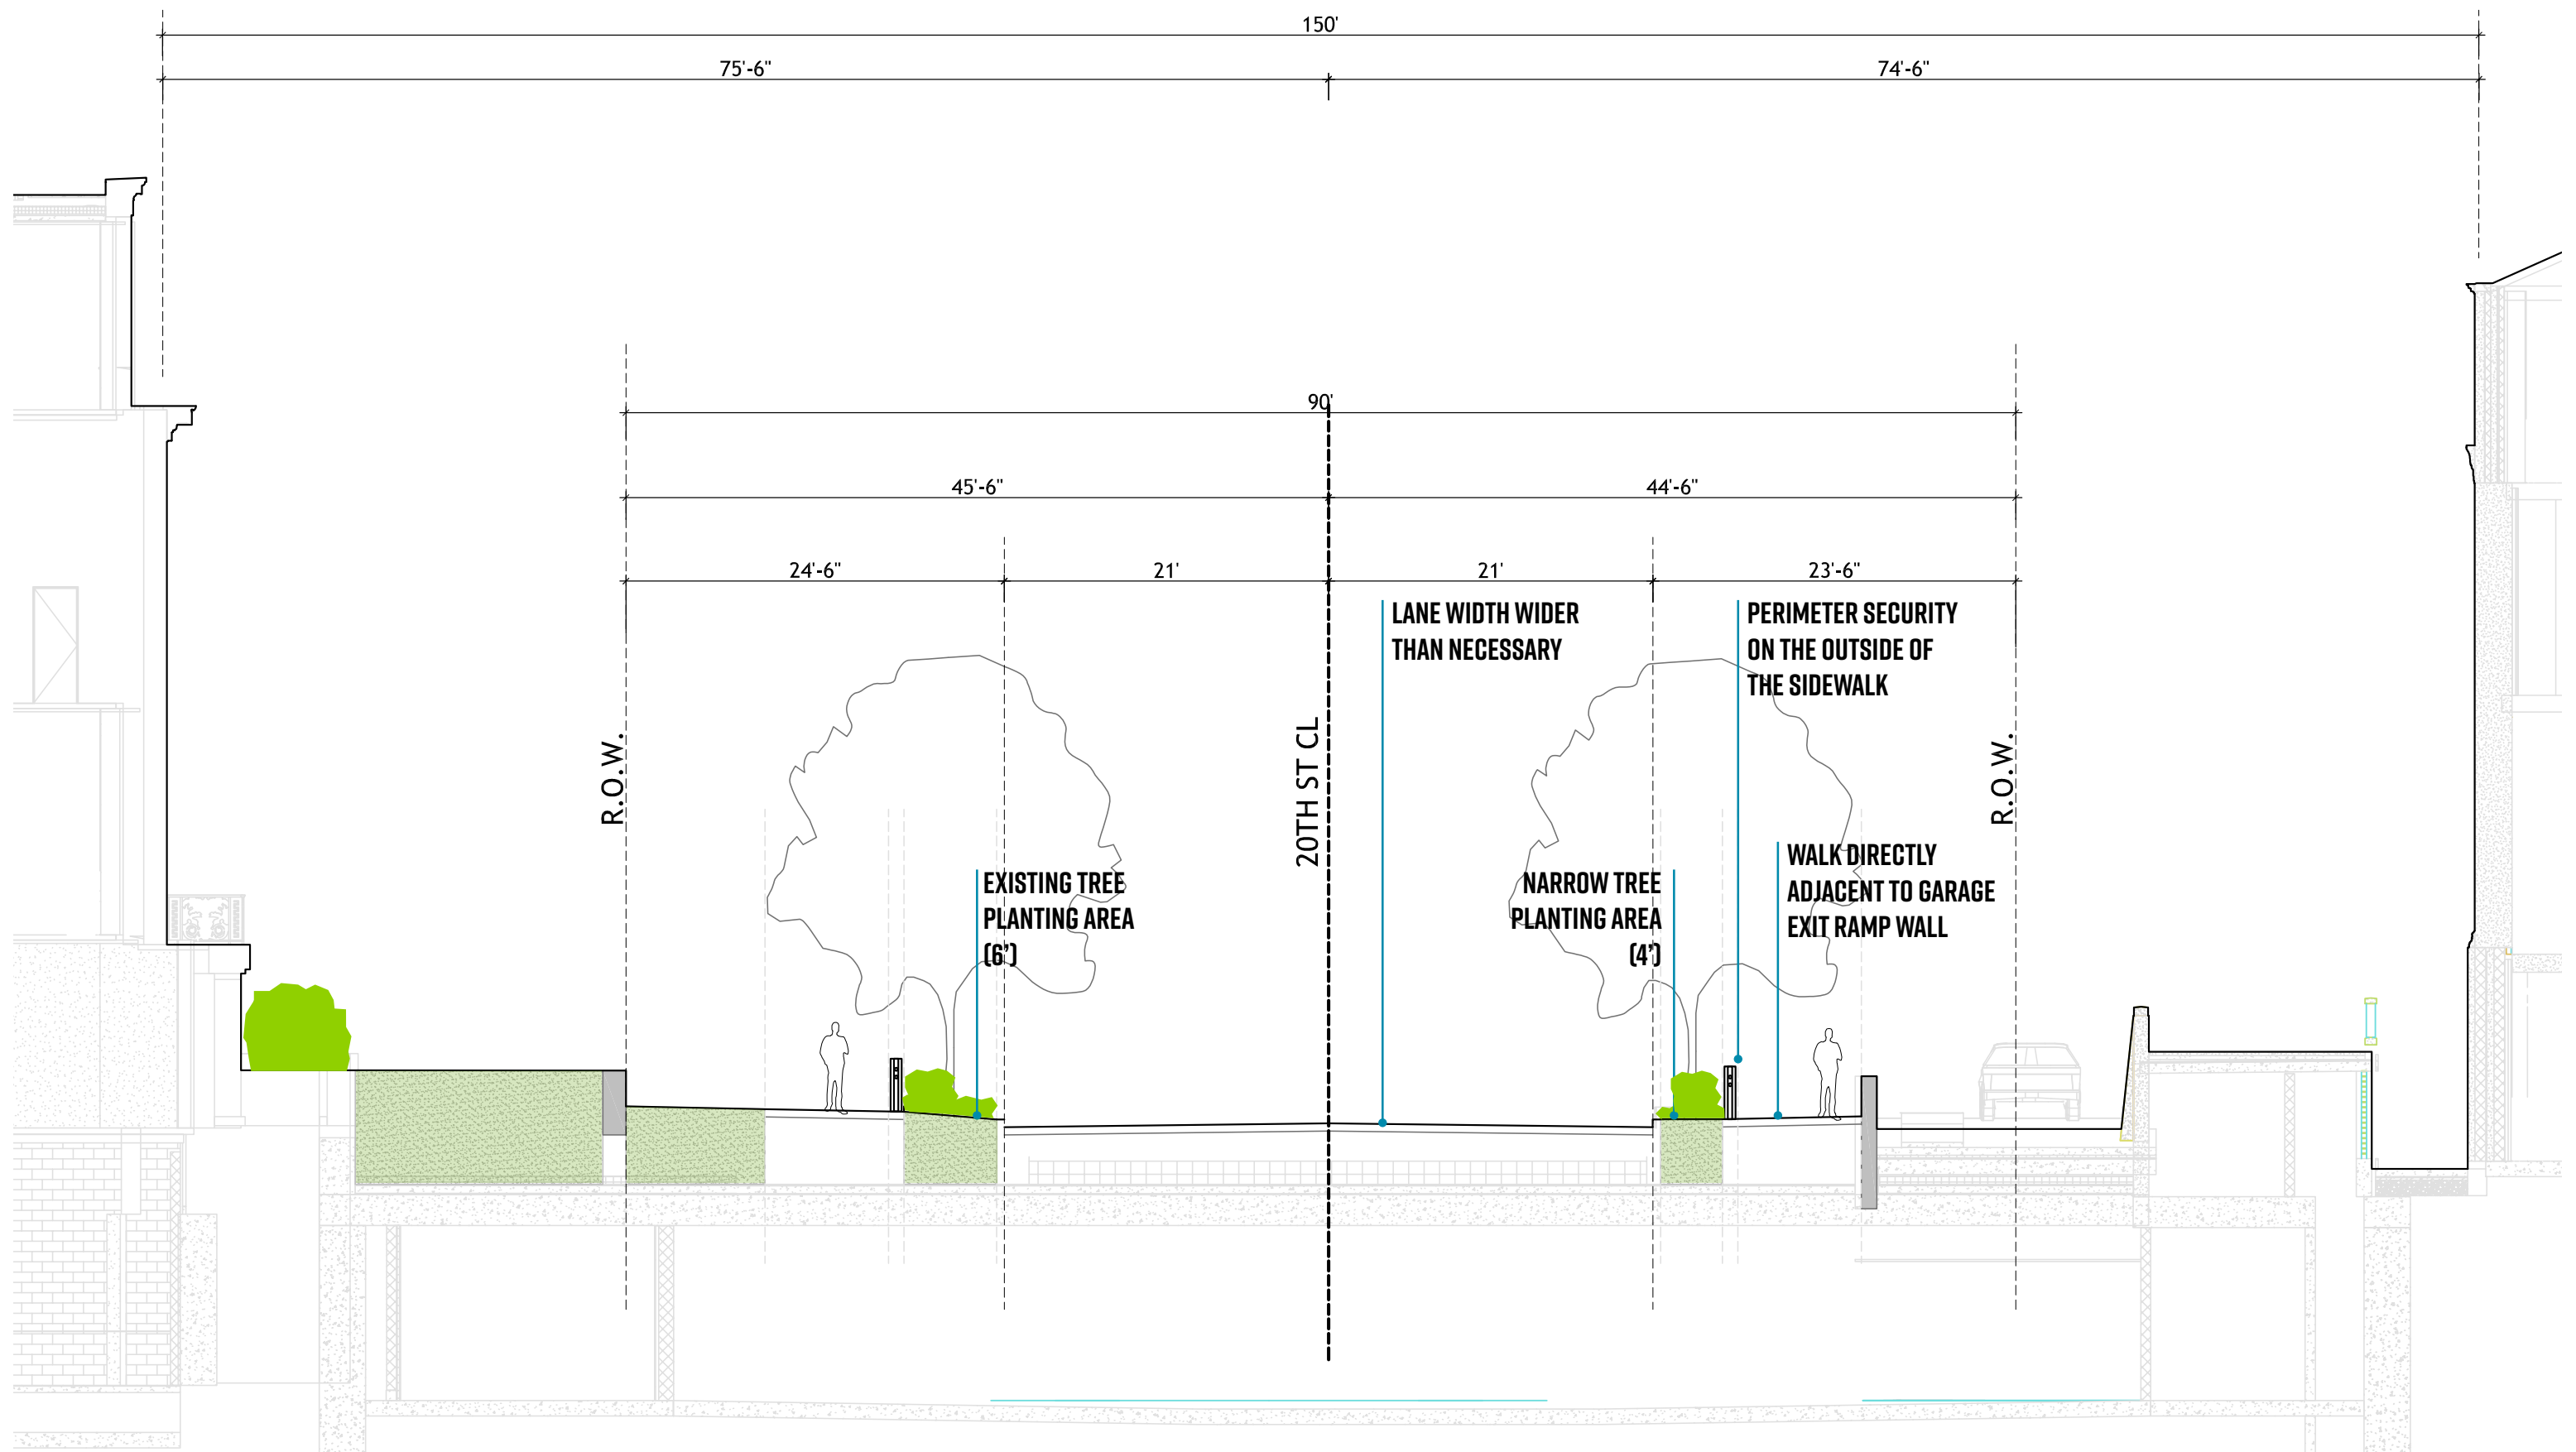 150'
75'-6"
74'-6"
90'
45'-6"
44'-6"
24'-6"
21'
21'
23'-6"
LANE WIDTH WIDER
THAN NECESSARY
PERIMETER SECURITY
ON THE OUTSIDE OF
THE SIDEWALK
R.O.W.
20TH ST CL
R.O.W.
EXISTING TREE
PLANTING AREA
(6')
NARROW TREE
PLANTING AREA
(4')
WALK DIRECTLY
ADJACENT TO GARAGE
EXIT RAMP WALL